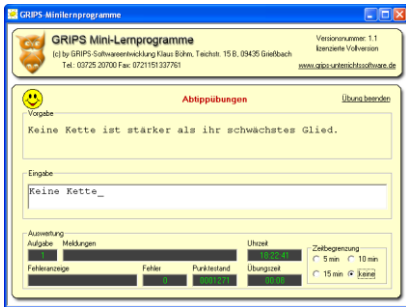 GRIPS-Minilernprogramme
GRIPS Mini-Lernprogramme
(c) by GRIPS-Softwareentwicklung Klaus Böhm, Teichstr. 15 B, 09435 Grießbach
Tel.: 03725 20700 Fax: 0721151337761
Versionsnummer: 1.1
lizenzierte Vollversion
www.grips-unterrichtssoftware.de
Abtippübungen
Übung beenden
Vorgabe
Keine Kette ist stärker als ihr schwächstes Glied.
Eingabe
Keine Kette_
Auswertung
Aufgabe Meldungen Uhrzeit
1 18:22:41
Fehleranzeige Fehler Punktestand Übungszeit
0 0001271 00:08
Zeitbegrenzung
5 min 10 min
15 min keine